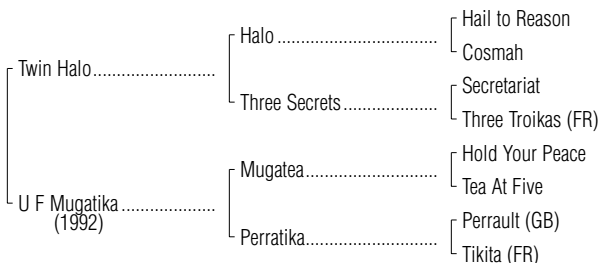 Hail to Reason
Halo ................................
Cosmah
Twin Halo........................
Secretariat
Three Secrets...................
Three Troikas (FR)
Hold Your Peace
Mugatea..........................
Tea At Five
U F Mugatika ..................
(1992)
Perrault (GB)
Perratika..........................
Tikita (FR)